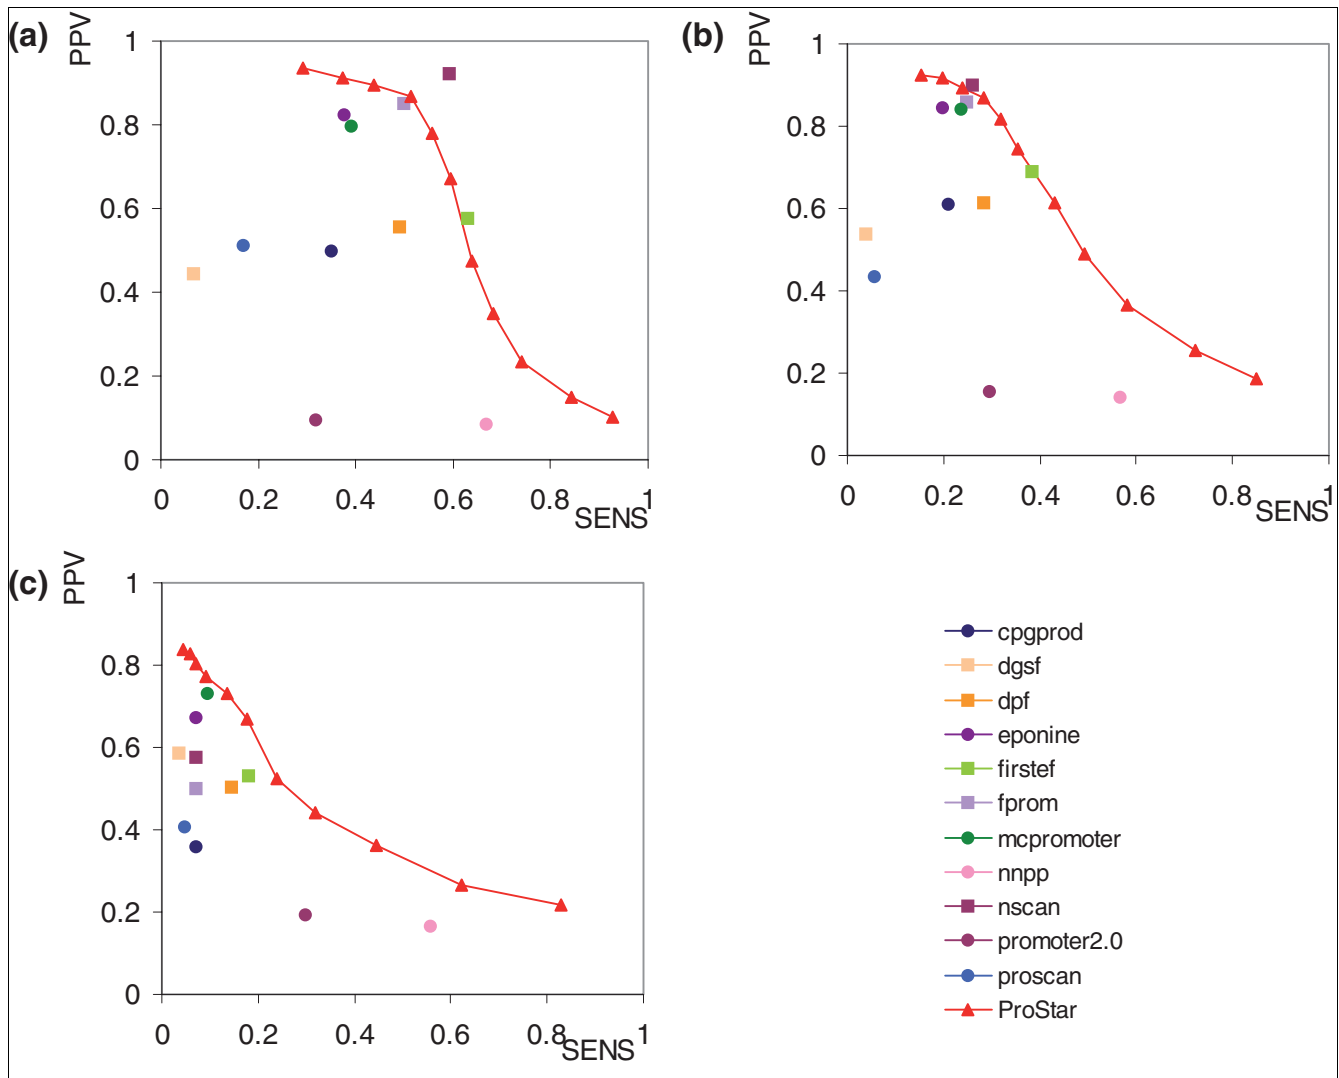 (a)
PPV
1
0.8
0.6
0.4
0.2
0
0 0.2 0.4 0.6 0.8 1
SENS
(b)
PPV
1
0.8
0.6
0.4
0.2
0
0 0.2 0.4 0.6 0.8 1
SENS
(c)
PPV
1
0.8
0.6
0.4
0.2
0
0 0.2 0.4 0.6 0.8 1
SENS
cpgprod
dgsf
dpf
eponine
firstef
fprom
mcpromoter
nnpp
nscan
promoter2.0
proscan
ProStar